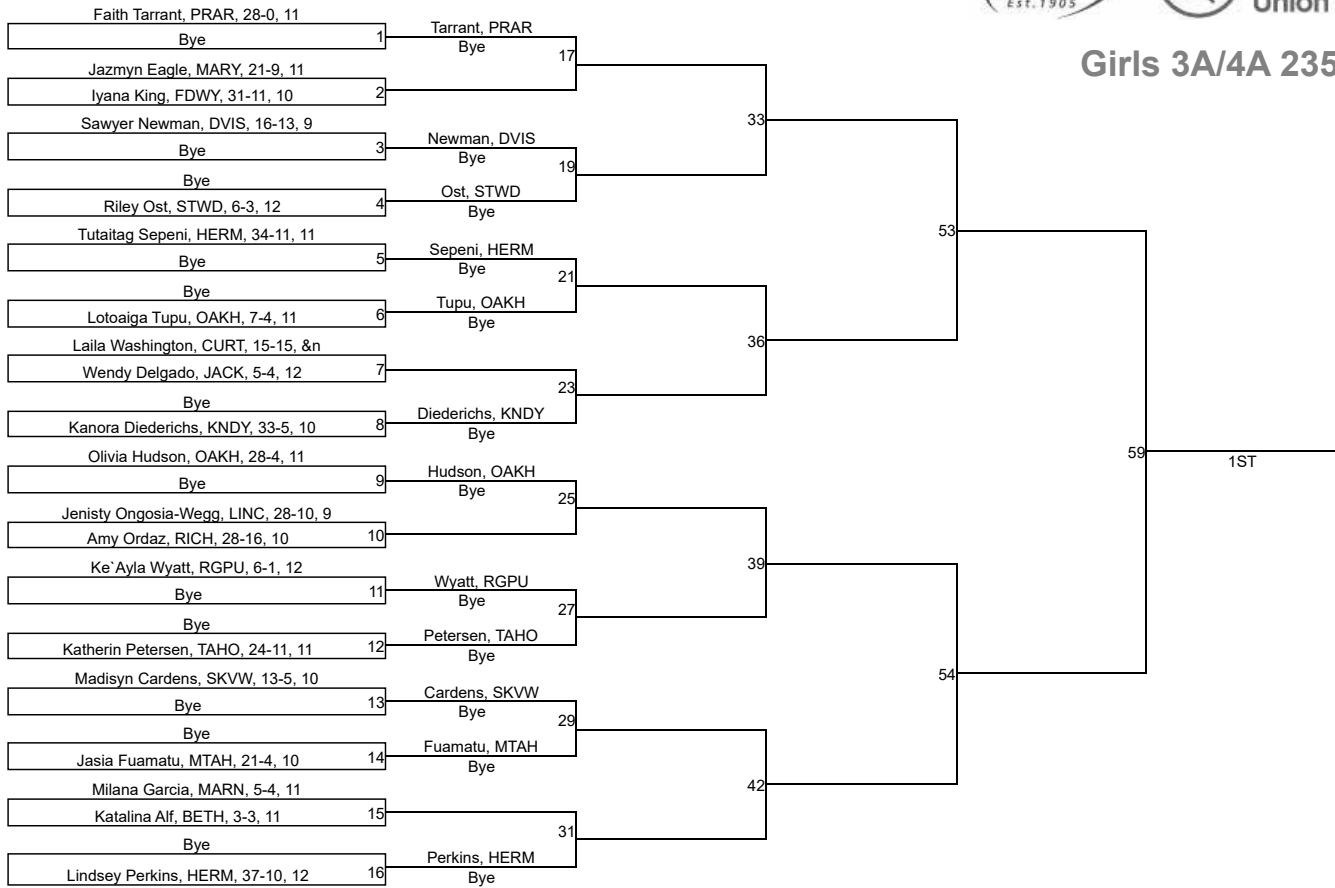 Est. 1905
Union
Girls 3A/4A 235
Faith Tarrant, PRAR, 28-0, 11
Bye
1
Jazmyn Eagle, MARY, 21-9, 11
Iyana King, FDWY, 31-11, 10
2
Sawyer Newman, DVIS, 16-13, 9
Bye
3
Bye
Riley Ost, STWD, 6-3, 12
4
Tutaitag Sepeni, HERM, 34-11, 11
Bye
5
Bye
Lotoaiga Tupu, OAKH, 7-4, 11
6
Laila Washington, CURT, 15-15, &n
Wendy Delgado, JACK, 5-4, 12
7
Bye
Kanora Diederichs, KNDY, 33-5, 10
8
Olivia Hudson, OAKH, 28-4, 11
Bye
9
Jenisty Ongosia-Wegg, LINC, 28-10, 9
Amy Ordaz, RICH, 28-16, 10
10
Ke`Ayla Wyatt, RGPU, 6-1, 12
Bye
11
Bye
Katherin Petersen, TAHO, 24-11, 11
12
Madisyn Cardens, SKVW, 13-5, 10
Bye
13
Bye
Jasia Fuamatu, MTAH, 21-4, 10
14
Milana Garcia, MARN, 5-4, 11
Katalina Alf, BETH, 3-3, 11
15
Bye
Lindsey Perkins, HERM, 37-10, 12
16
Tarrant, PRAR
Bye
17
Newman, DVIS
Bye
19
Ost, STWD
Bye
Sepeni, HERM
Bye
21
Tupu, OAKH
Bye
23
Diederichs, KNDY
Bye
Hudson, OAKH
Bye
25
Wyatt, RGPU
Bye
27
Petersen, TAHO
Bye
Cardens, SKVW
Bye
29
Fuamatu, MTAH
Bye
31
Perkins, HERM
Bye
33
36
39
42
53
54
59
1ST